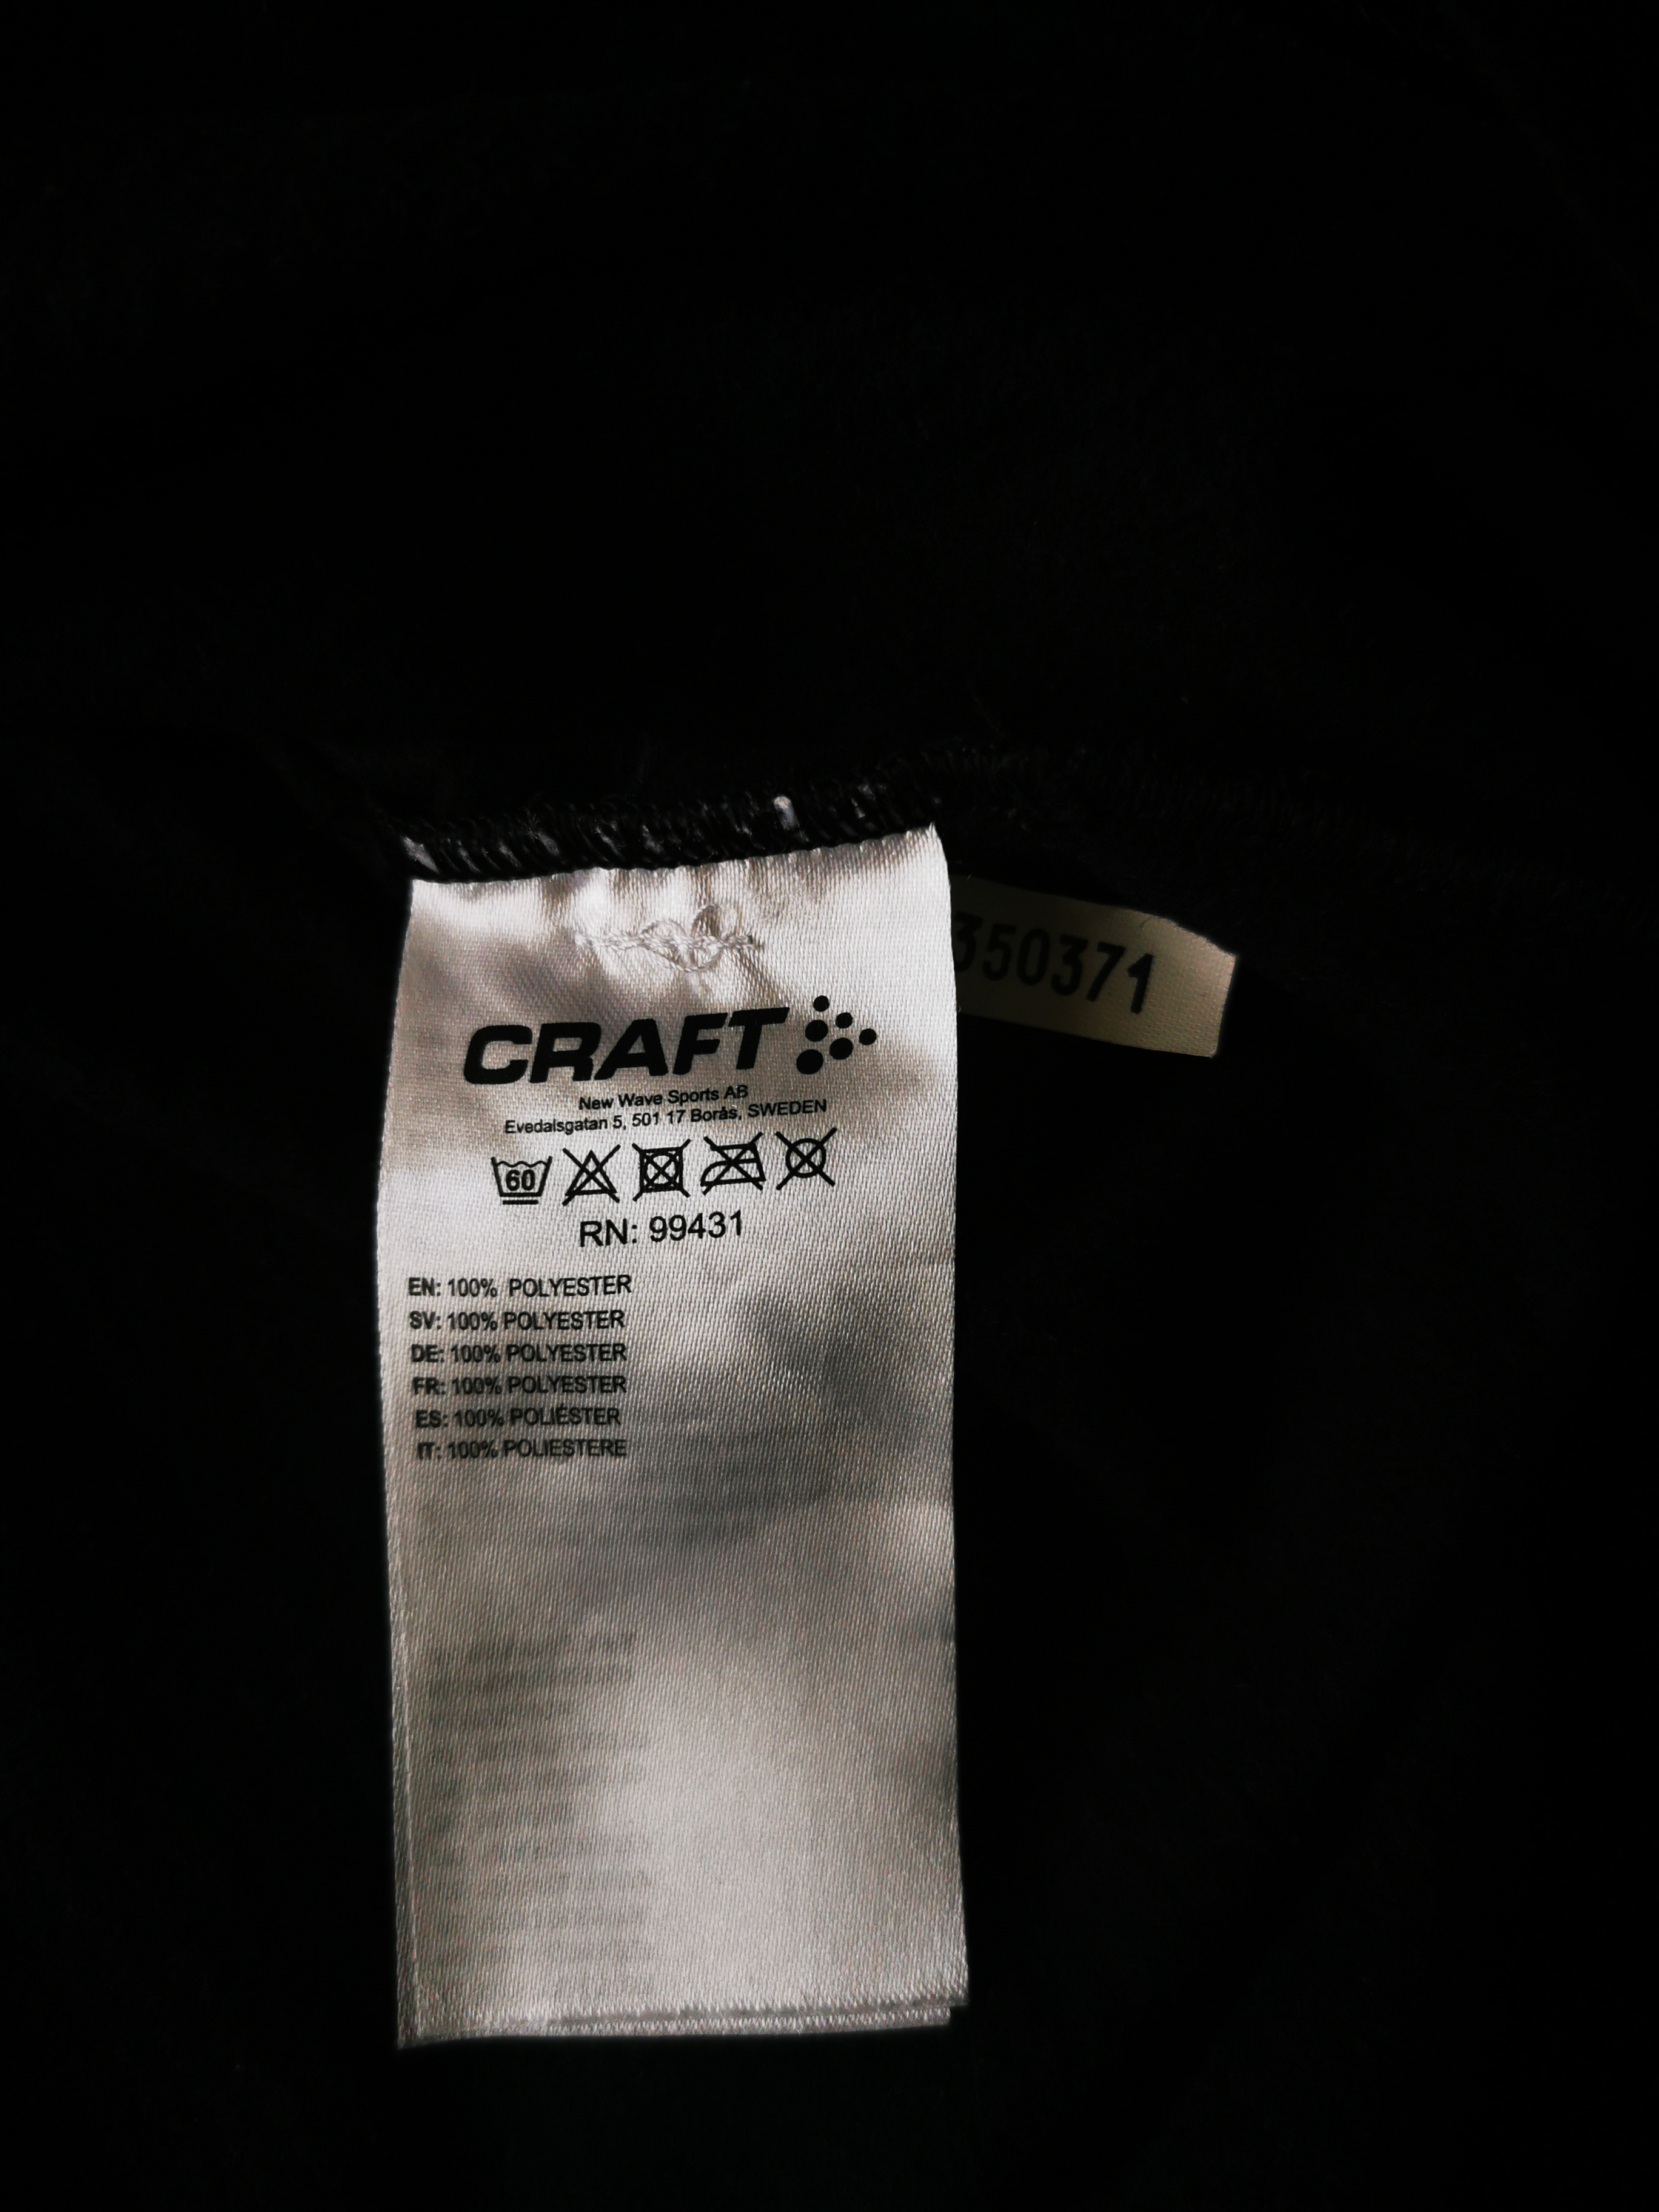 350371
CRAFT
New Wave Sports AB
Evedalsgatan 5, 501 17 Borås, SWEDEN
60
RN: 99431
EN: 100% POLYESTER
SV: 100% POLYESTER
DE: 100% POLYESTER
FR: 100% POLYESTER
ES: 100% POLIÉSTER
IT: 100% POLIESTERE